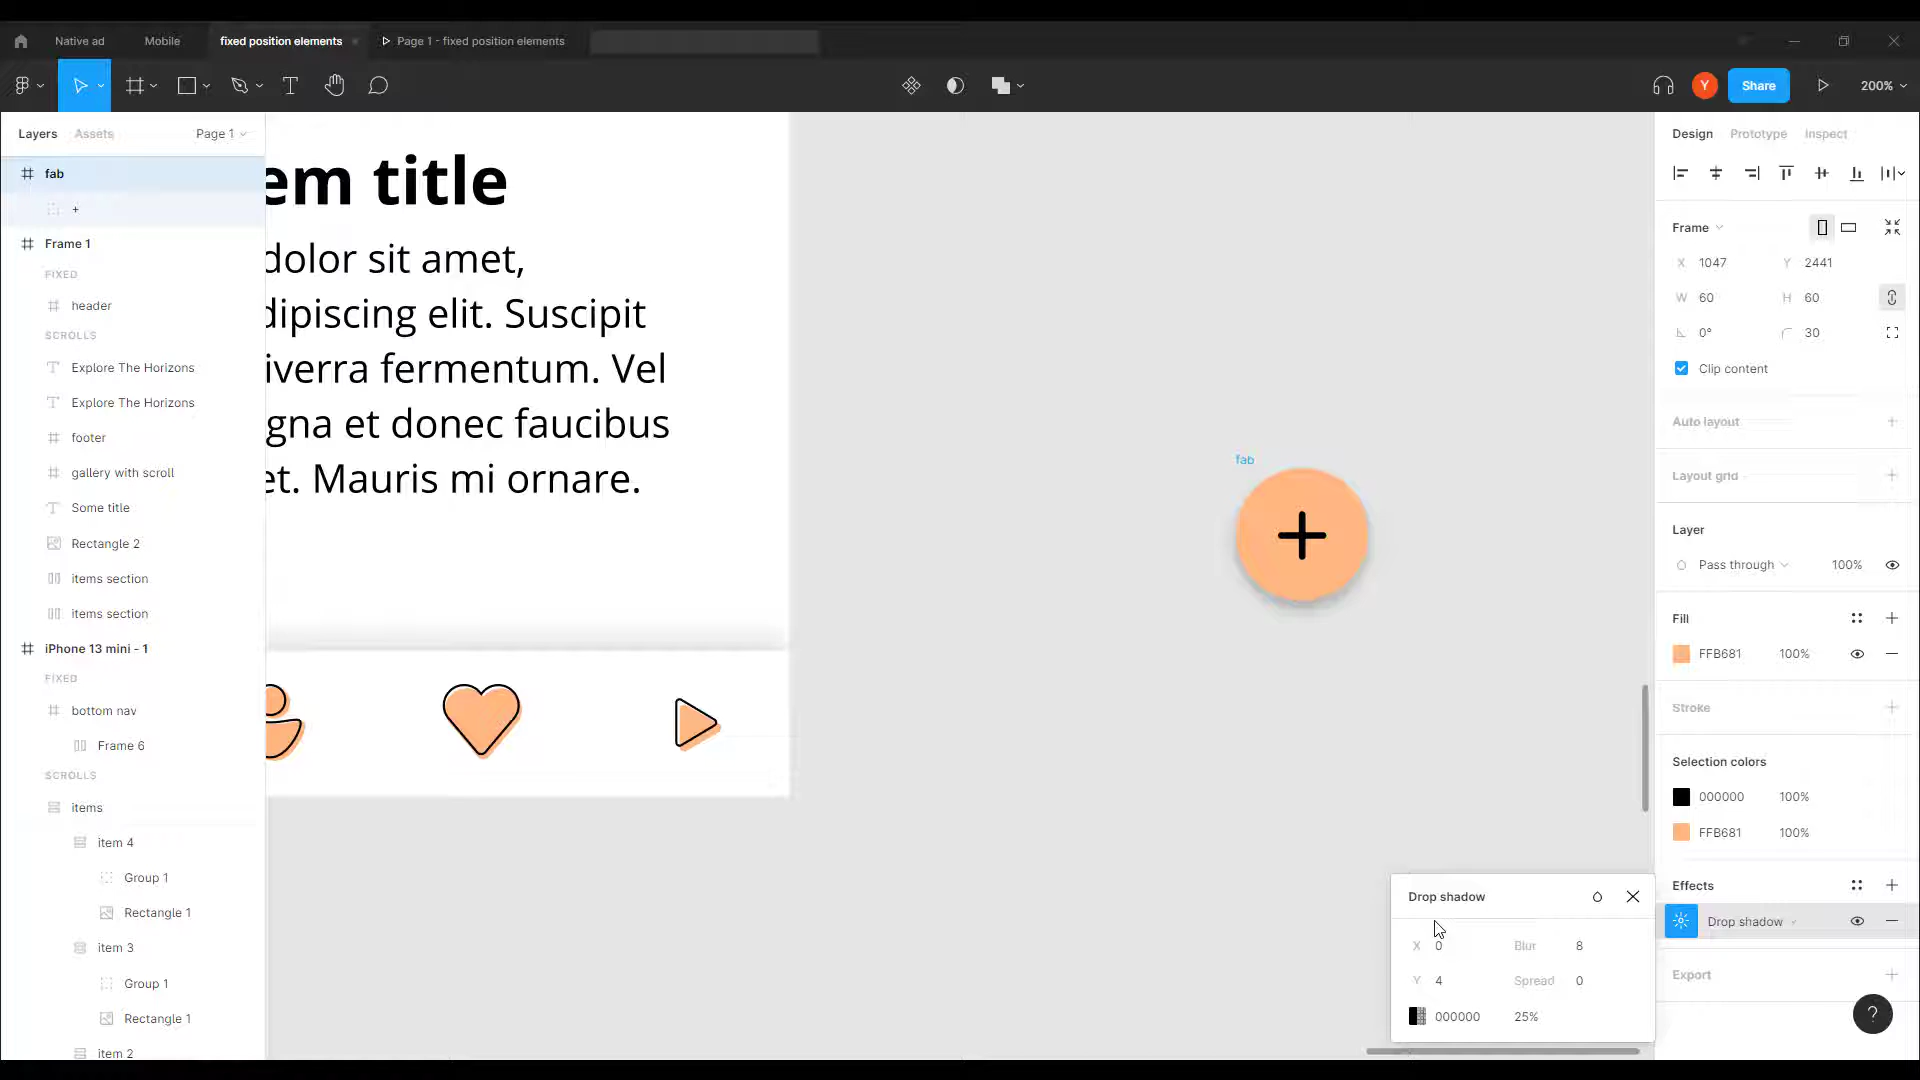 Native ad
Mobile
fixed position elements
Page 1 - fixed position elements
Y
Share
200%
Layers
Assets
Page 1
fab
+
Frame 1
FIXED
header
SCROLLS
Explore The Horizons
Explore The Horizons
footer
gallery with scroll
Some title
Rectangle 2
items section
items section
iPhone 13 mini - 1
FIXED
bottom nav
Frame 6
SCROLLS
items
item 4
Group 1
Rectangle 1
item 3
Group 1
Rectangle 1
item 2
em title
dolor sit amet,
dipiscing elit. Suscipit
iverra fermentum. Vel
gna et donec faucibus
et. Mauris mi ornare.
fab
+
Drop shadow
X 0 Blur 8
Y 4 Spread 0
000000 25%
Design
Prototype
Inspect
Frame
X 1047 Y 2441
W 60 H 60
0° 30
Clip content
Auto layout
Layout grid
Layer
Pass through 100%
Fill
FFB681 100%
Stroke
Selection colors
000000 100%
FFB681 100%
Effects
Drop shadow
Export
?